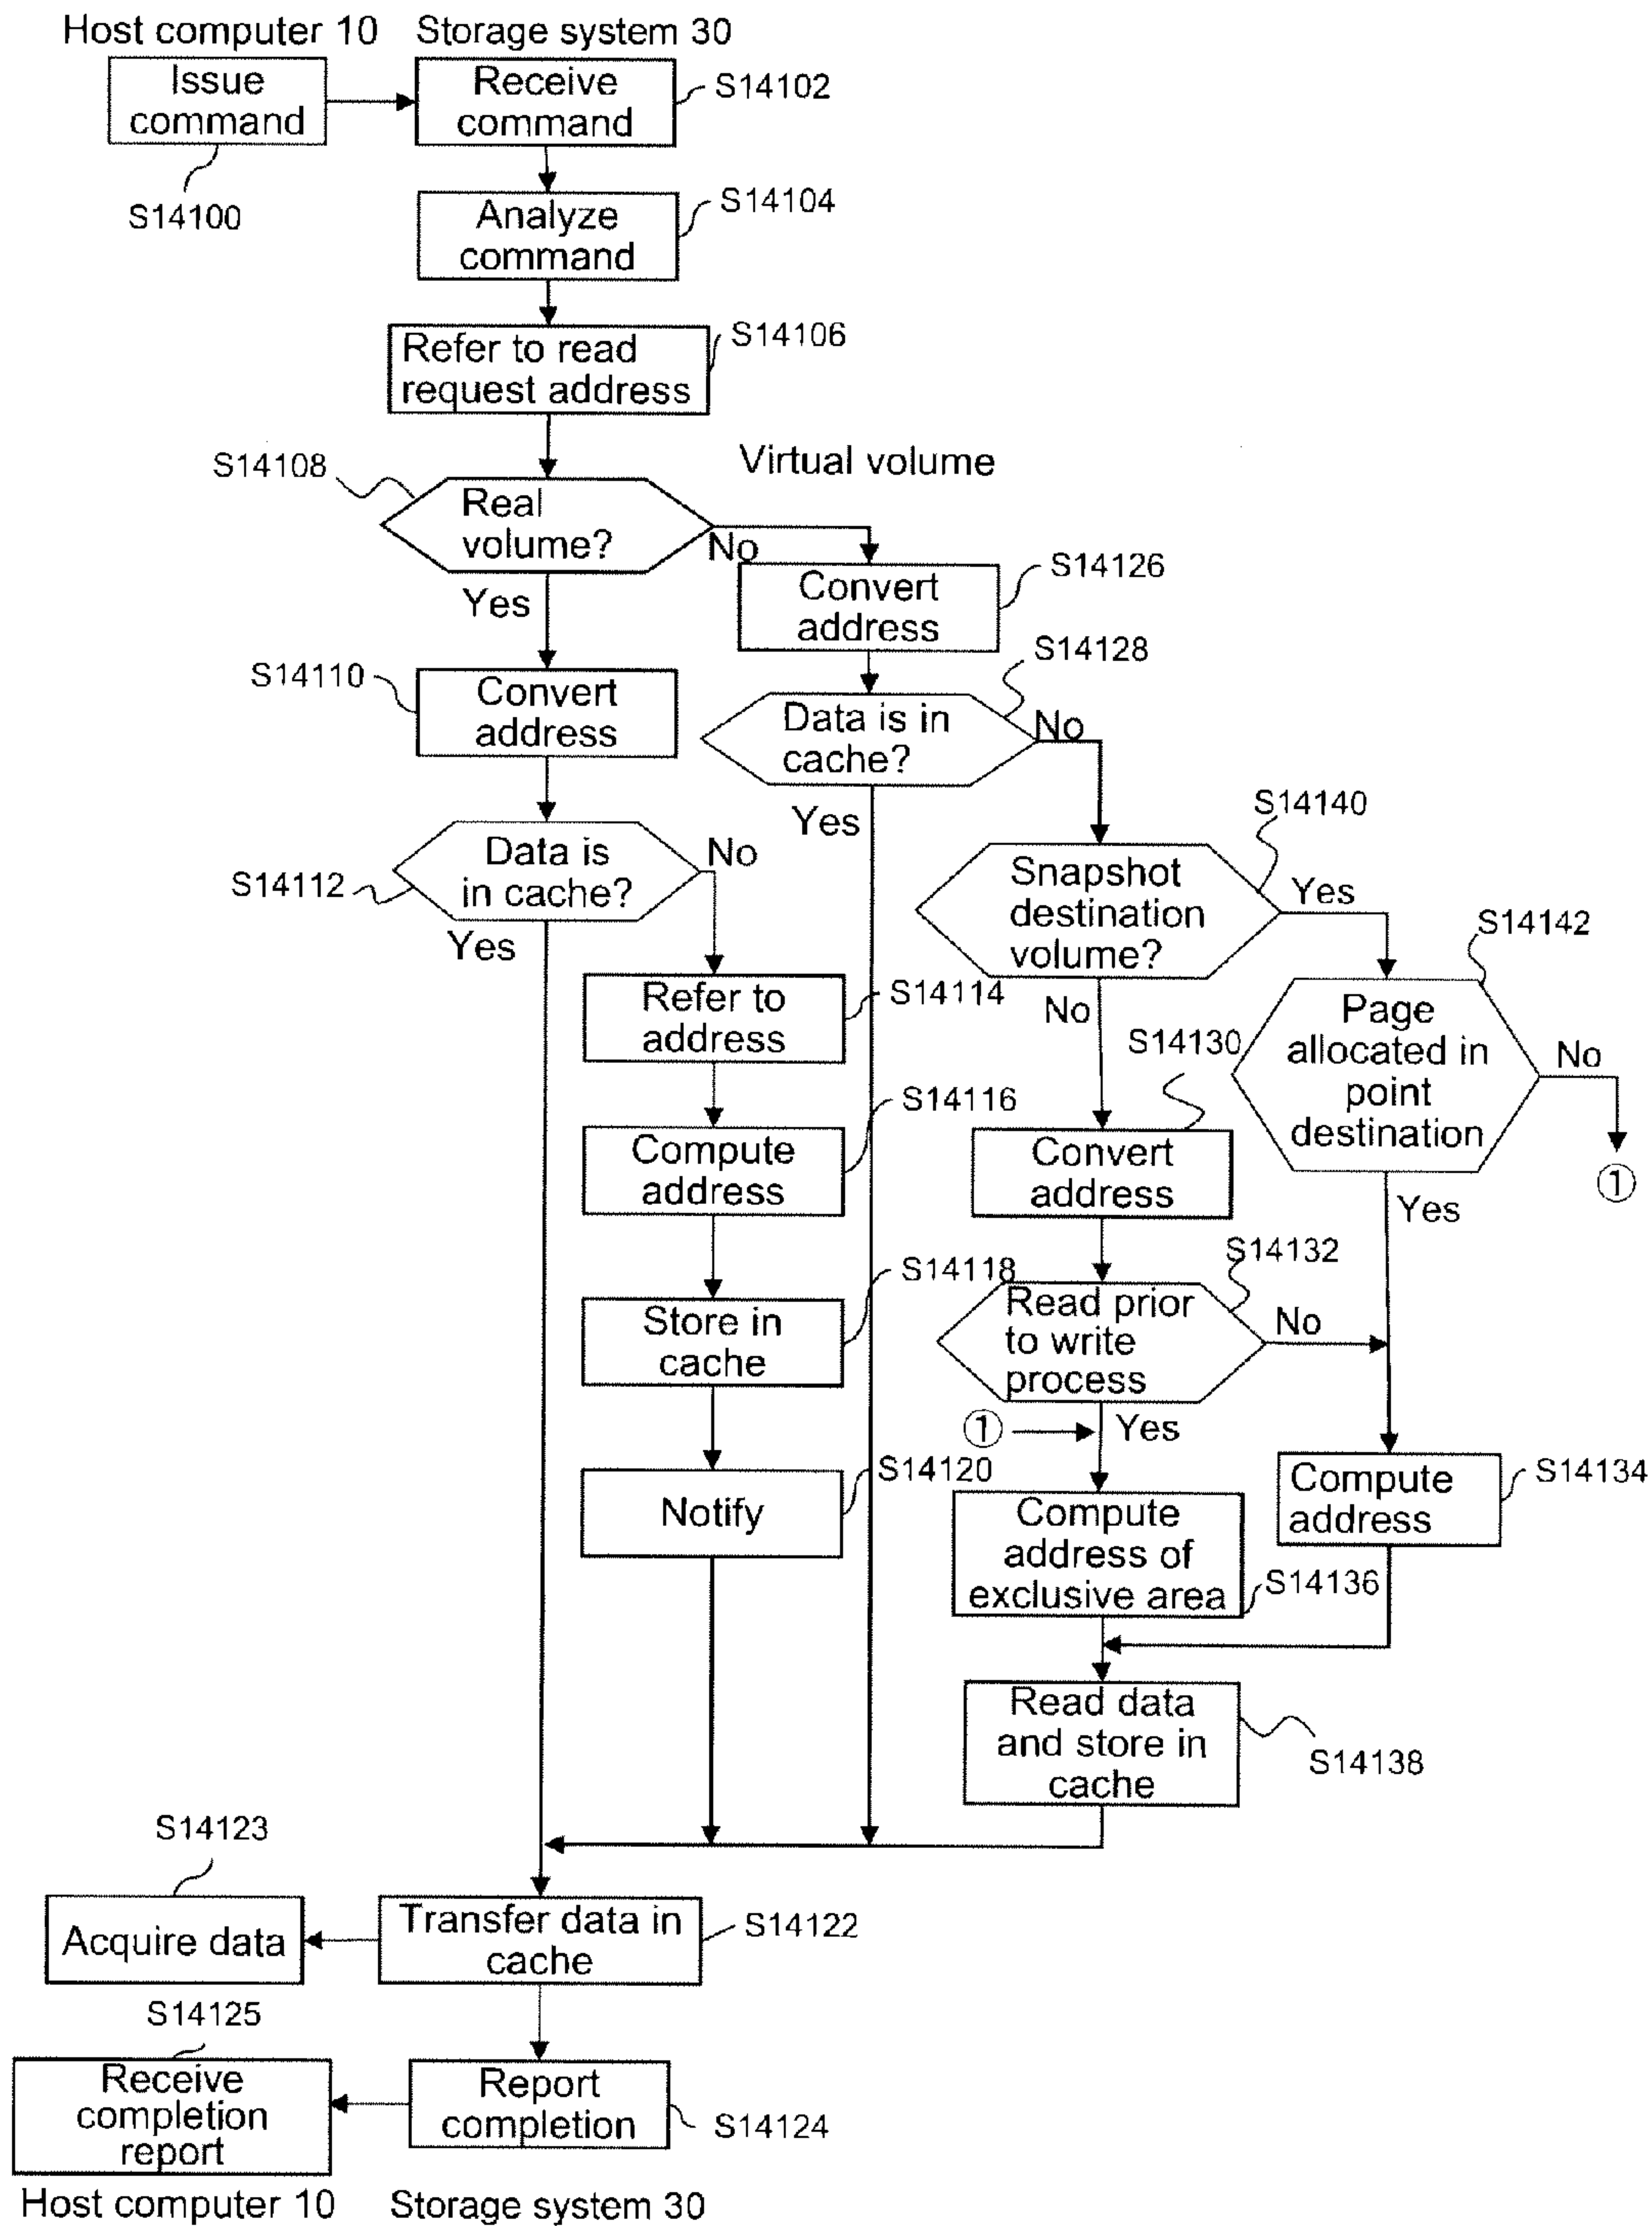 Host computer 10
Storage system 30
Issue
command
S14100
Receive
command
S14102
Analyze
command
S14104
Refer to read
request address
S14106
S14108
Real
volume?
Virtual volume
No
Yes
Convert
address
S14126
S14110
Convert
address
S14128
Data is in
cache?
No
Yes
S14112
Data is
in cache?
No
Yes
S14140
Snapshot
destination
volume?
Yes
No
S14142
Page
allocated in
point
destination
No
①
Yes
Refer to
address
S14114
S14130
Convert
address
Compute
address
S14116
S14132
Read prior
to write
process
No
①
Yes
Store in
cache
S14118
Notify
S14120
Compute
address of
exclusive area
S14136
Compute
address
S14134
Read data
and store in
cache
S14138
S14123
Acquire data
Transfer data in
cache
S14122
S14125
Receive
completion
report
Report
completion
S14124
Host computer 10
Storage system 30